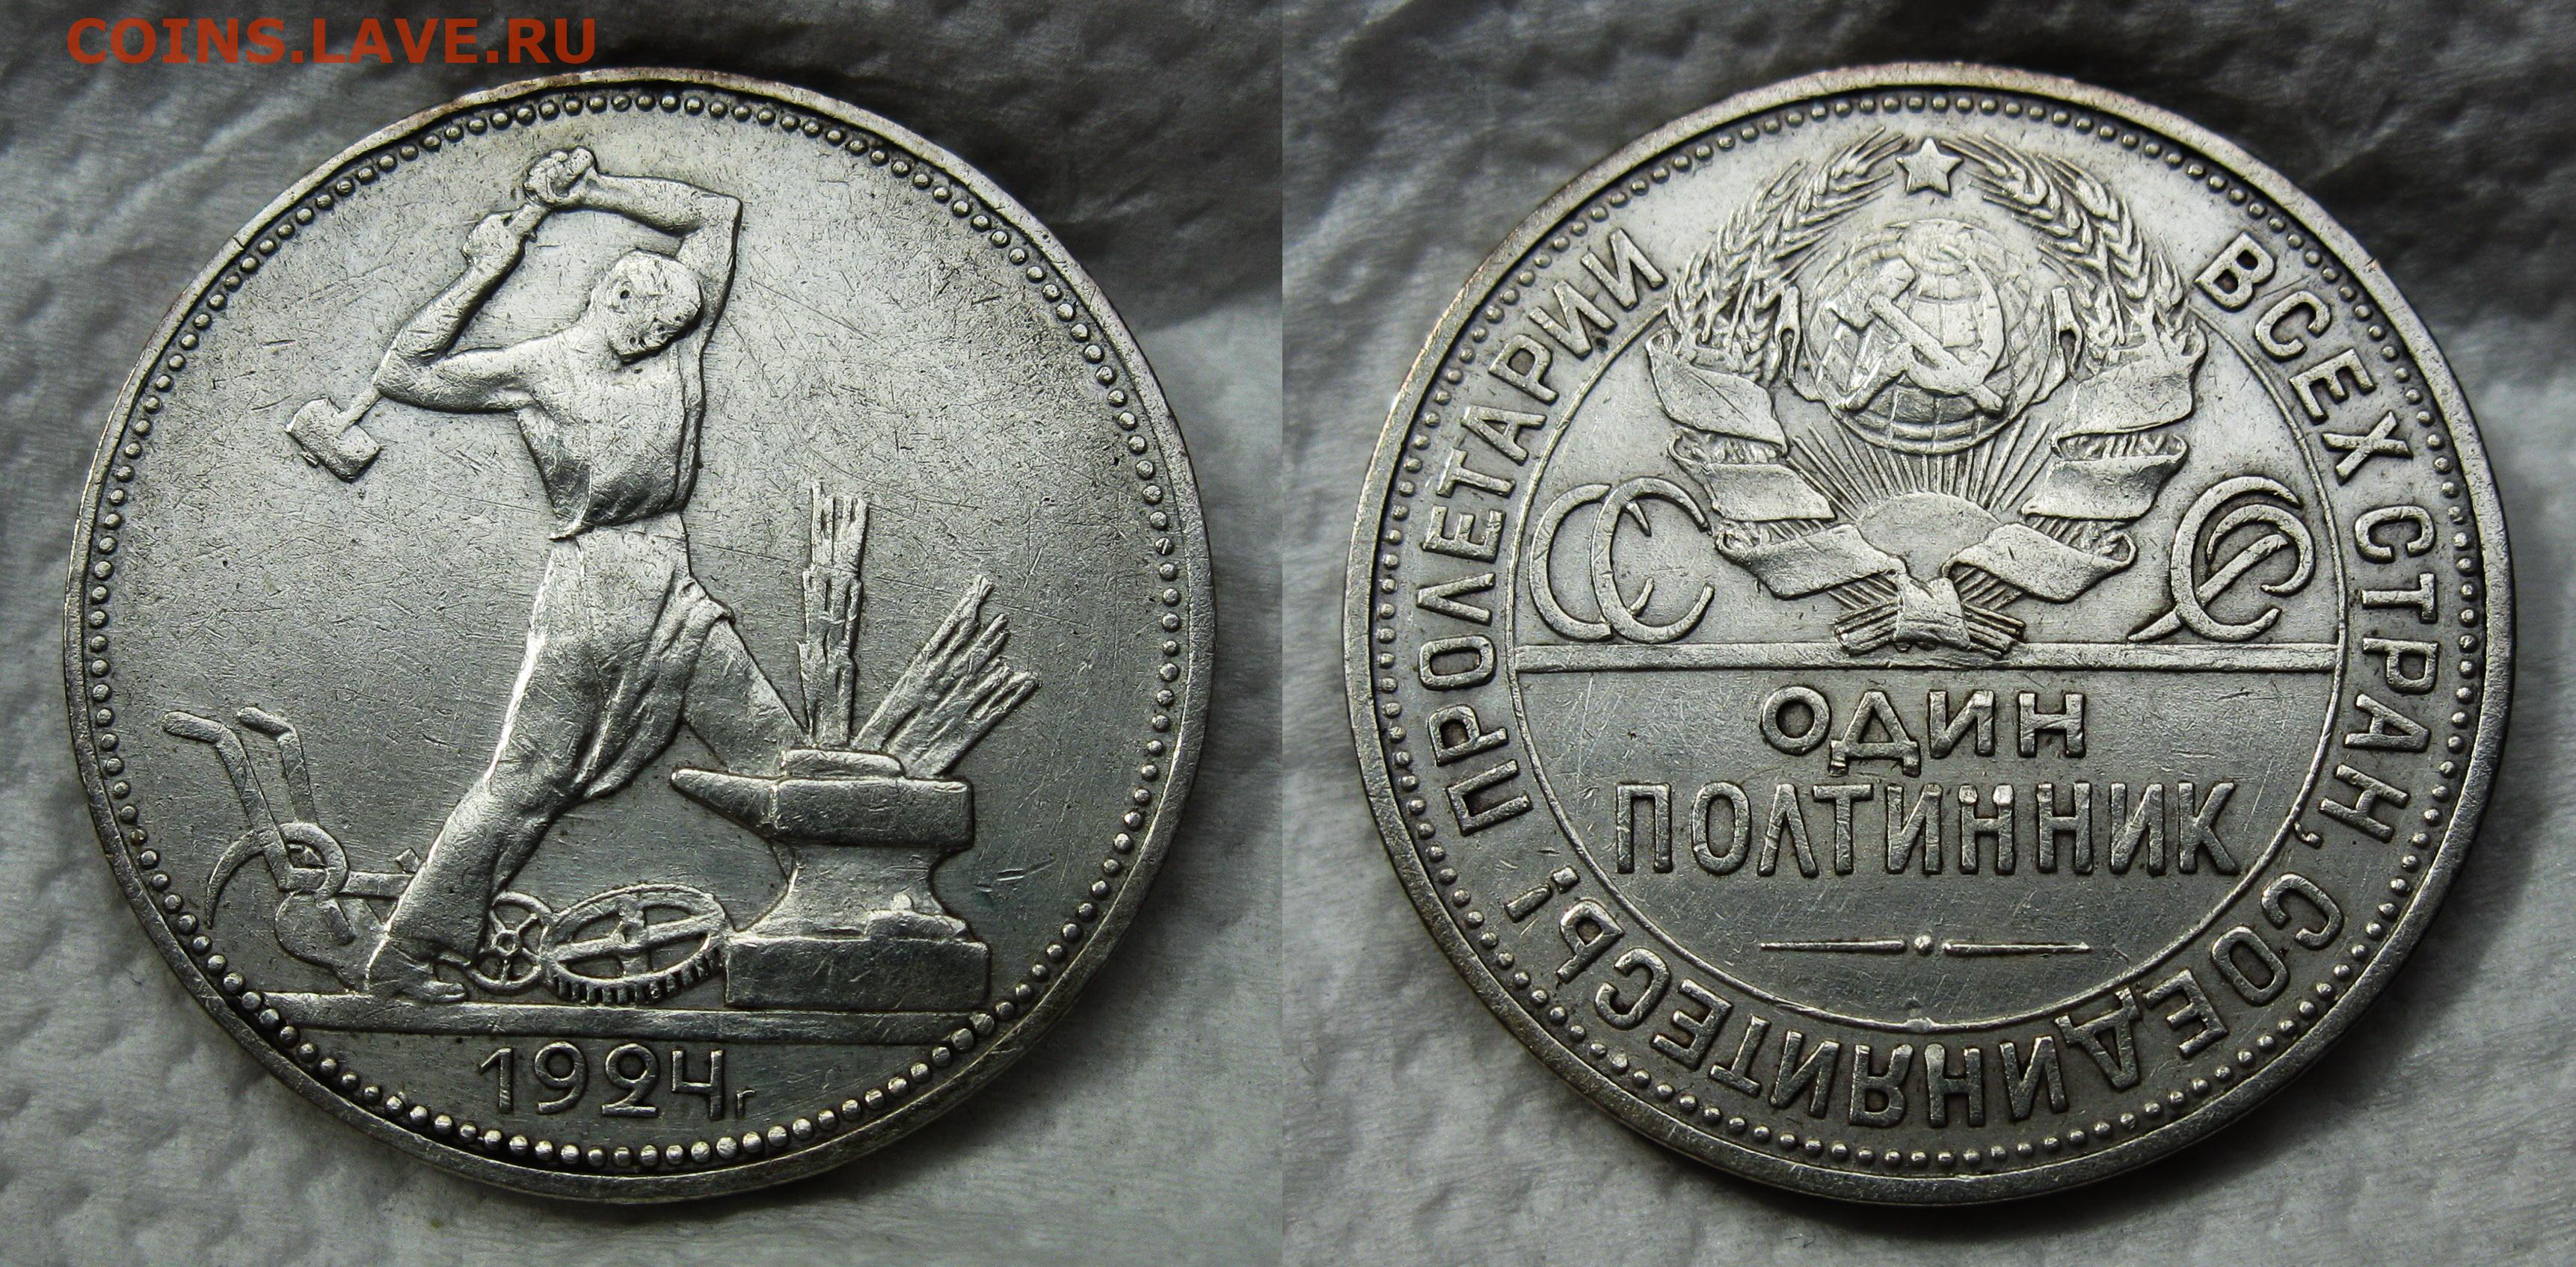 COINS.LAVE.RU
1924г
ПРОЛЕТАРИИ ВСЕХ СТРАН, СОЕДИНЯЙТЕСЬ!
СССР
ОДИН
ПОЛТИННИК